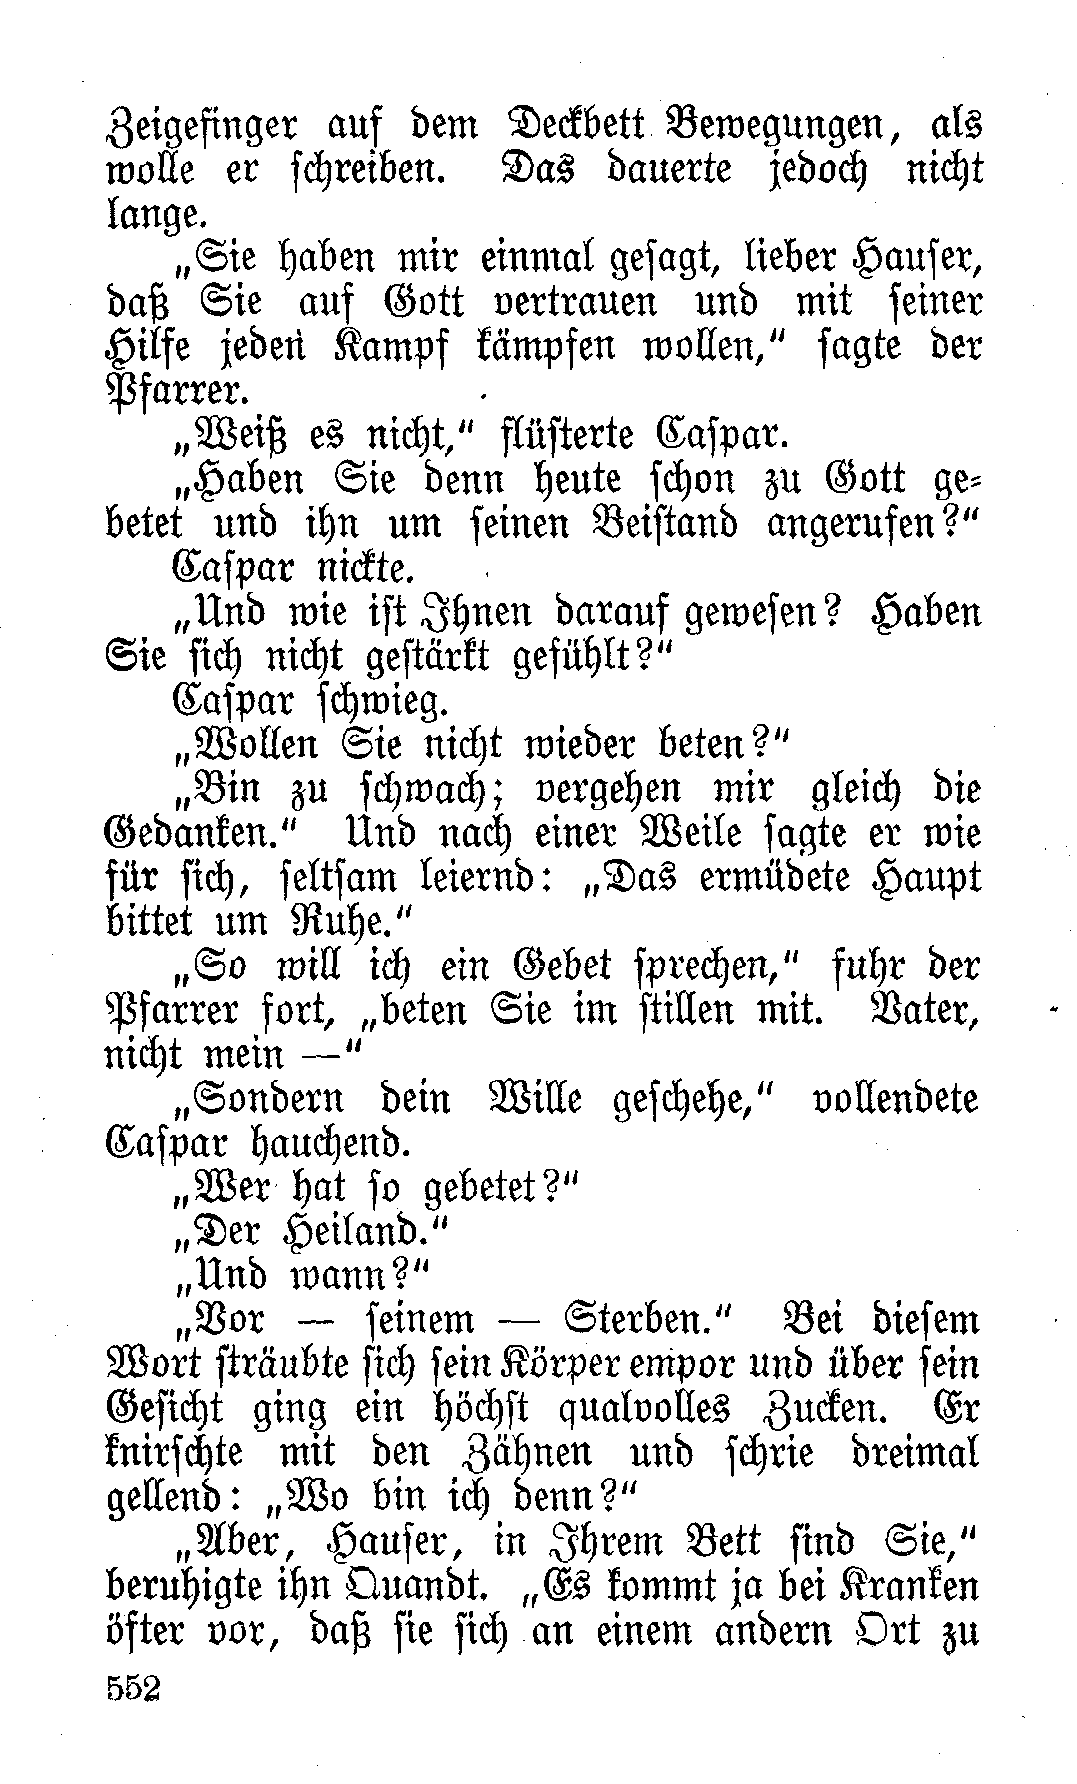 Zeigefinger auf dem Deckbett Bewegungen, als
wolle er schreiben. Das dauerte jedoch nicht
lange.
„Sie haben mir einmal gesagt, lieber Hauser,
daß Sie auf Gott vertrauen und mit seiner
Hilfe jeden Kampf kämpfen wollen,“ sagte der
Pfarrer.
„Weiß es nicht,“ flüsterte Caspar.
„Haben Sie denn heute schon zu Gott ge-
betet und ihn um seinen Beistand angerufen?“
Caspar nickte.
„Und wie ist Ihnen darauf gewesen? Haben
Sie sich nicht gestärkt gefühlt?“
Caspar schwieg.
„Wollen Sie nicht wieder beten?“
„Bin zu schwach; vergehen mir gleich die
Gedanken.“ Und nach einer Weile sagte er wie
für sich, seltsam leiernd: „Das ermüdete Haupt
bittet um Ruhe.“
„So will ich ein Gebet sprechen,“ fuhr der
Pfarrer fort, „beten Sie im stillen mit. Vater,
nicht mein —“
„Sondern dein Wille geschehe,“ vollendete
Caspar hauchend.
„Wer hat so gebetet?“
„Der Heiland.“
„Und wann?“
„Vor — seinem — Sterben.“ Bei diesem
Wort sträubte sich sein Körper empor und über sein
Gesicht ging ein höchst qualvolles Zucken. Er
knirschte mit den Zähnen und schrie dreimal
gellend: „Wo bin ich denn?“
„Aber, Hauser, in Ihrem Bett sind Sie,“
beruhigte ihn Quandt. „Es kommt ja bei Kranken
öfter vor, daß sie sich an einem andern Ort zu
552